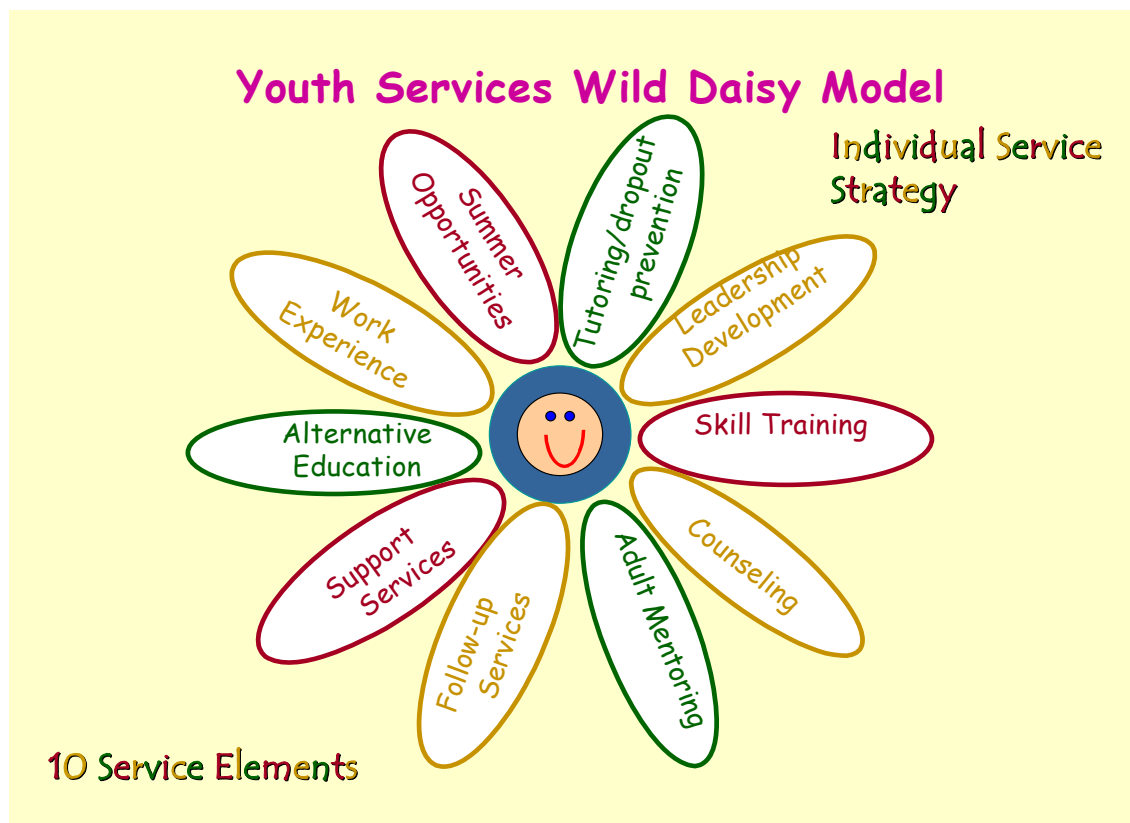 Youth Services Wild Daisy Model
Individual Service
Strategy
Summer
Opportunities
Tutoring/dropout
prevention
Leadership
Development
Work
Experience
Skill Training
Alternative
Education
Counseling
Support
Services
Adult Mentoring
Follow-up
Services
10 Service Elements